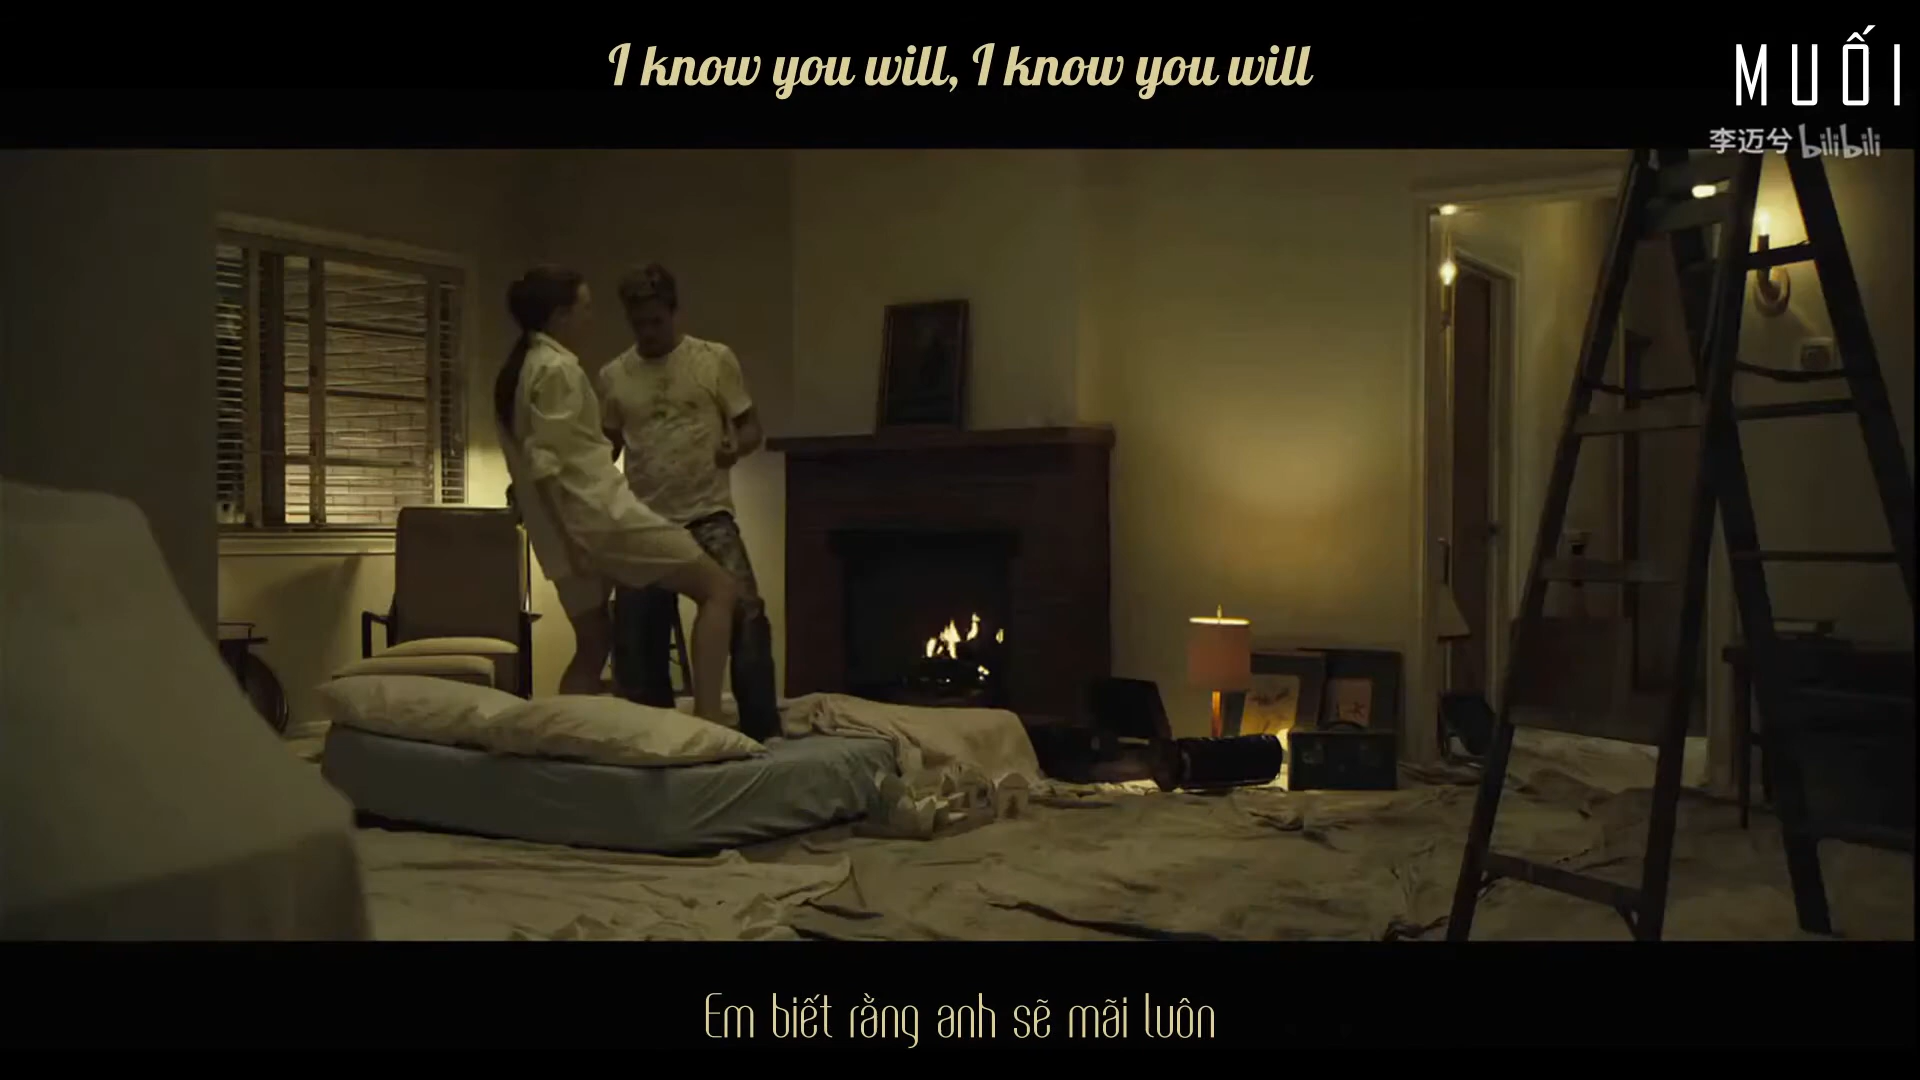 I know you will, I know you will
MUỐI
李迈兮 bilibili
Em biết rằng anh sẽ mãi luôn